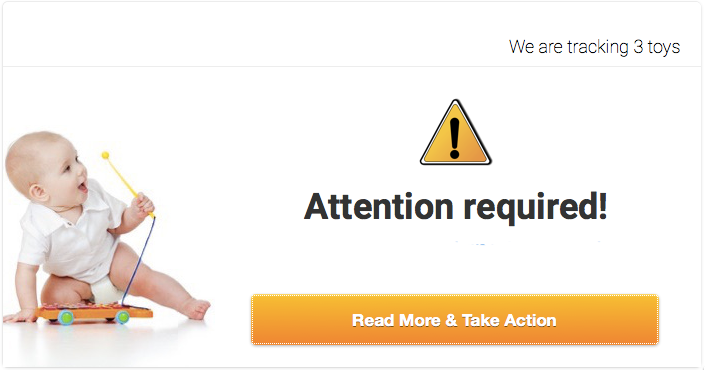 We are tracking 3 toys
Attention required!
Read More & Take Action